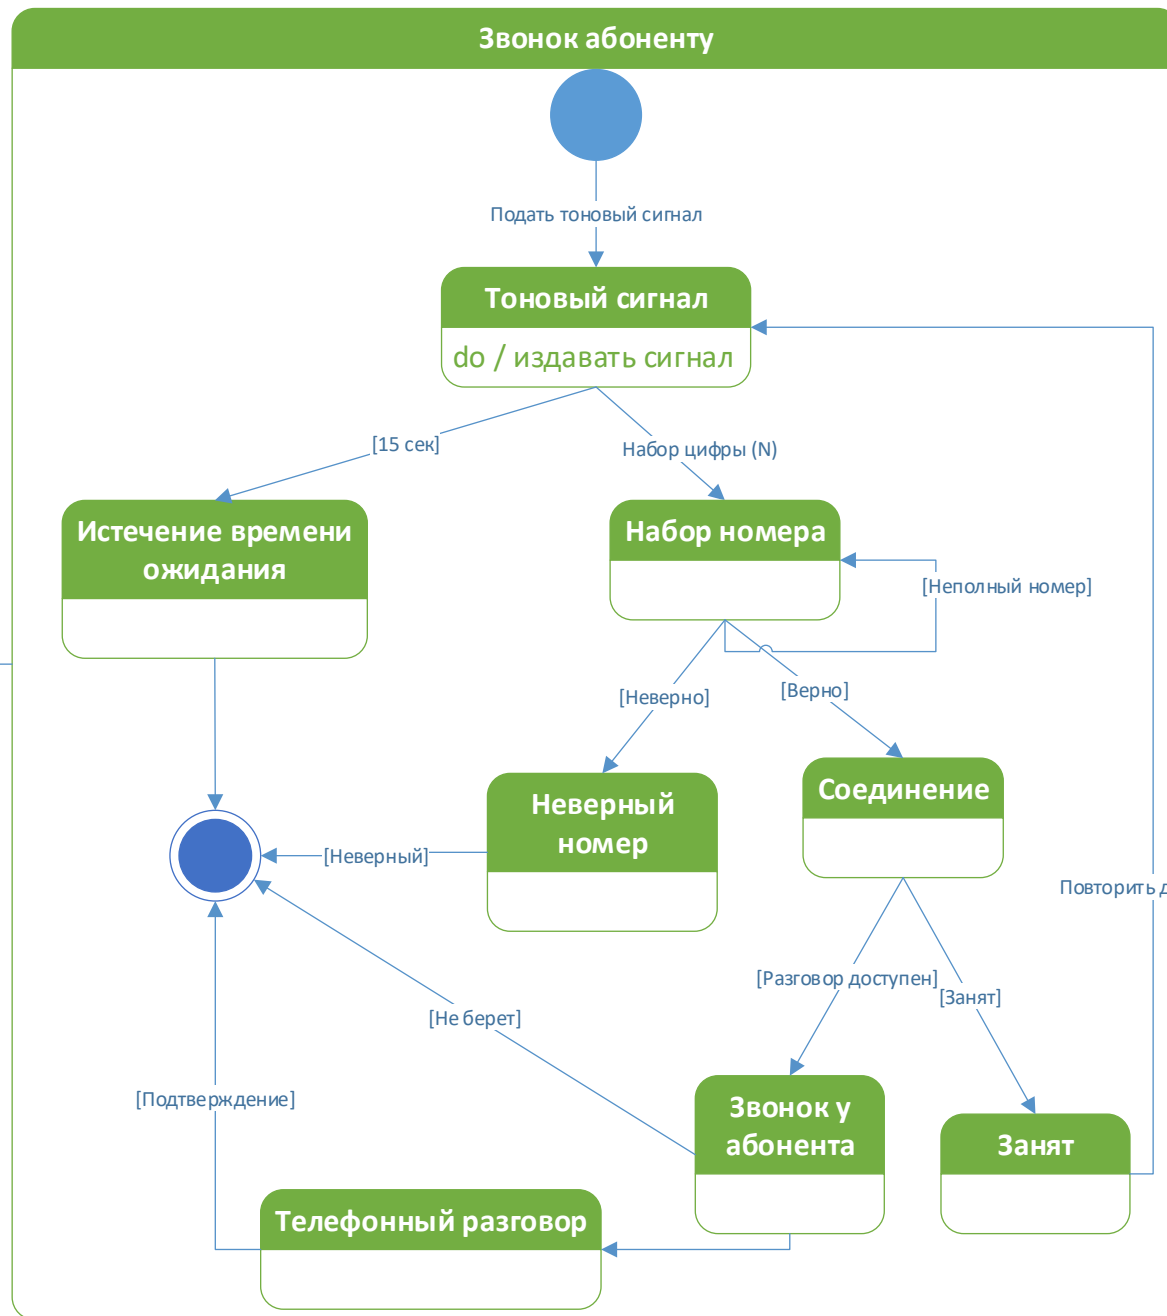 Звонок абоненту
Подать тоновый сигнал
Тоновый сигнал
do / издавать сигнал
[15 сек]
Набор цифры (N)
Истечение времени
ожидания
Набор номера
[Неполный номер]
[Неверно]
[Верно]
Неверный
номер
Соединение
[Неверный]
Повторить
[Разговор доступен]
[Занят]
[Не берет]
[Подтверждение]
Звонок у
абонента
Занят
Телефонный разговор